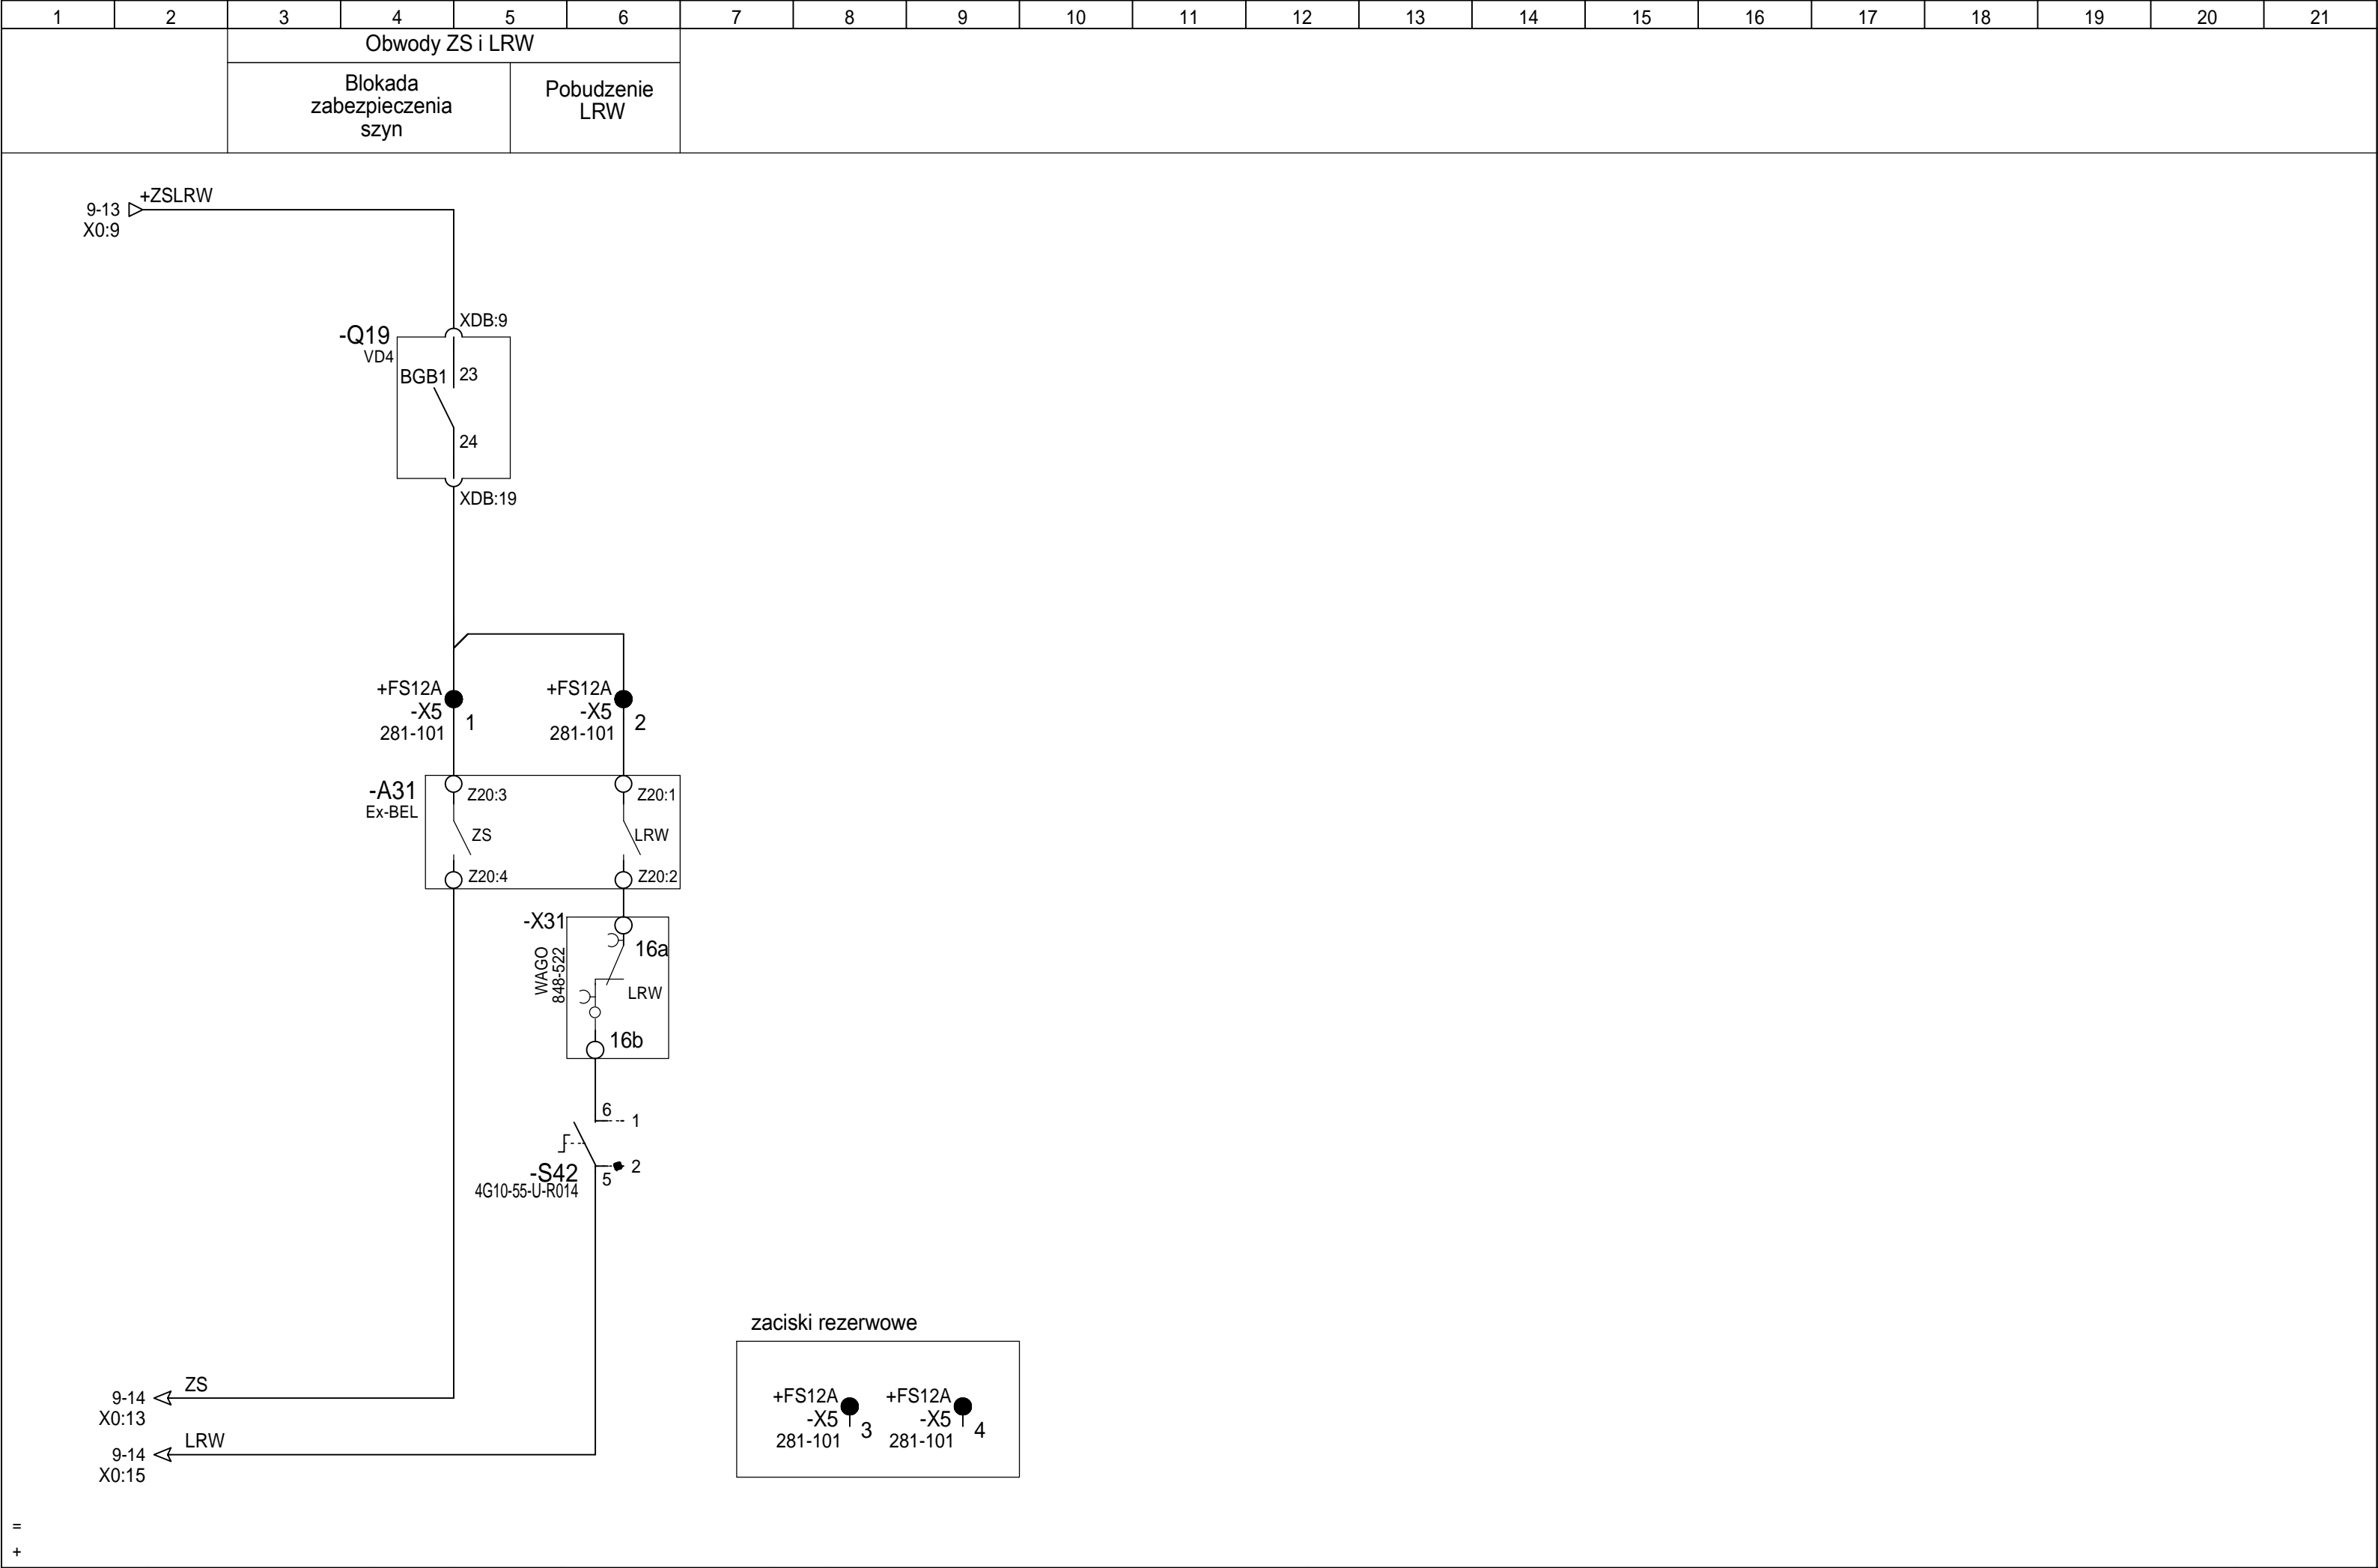 1 2 3 4 5 6 7 8 9 10 11 12 13 14 15 16 17 18 19 20 21
Obwody ZS i LRW
Blokada
zabezpieczenia
szyn
Pobudzenie
LRW
+ZSLRW
9-13
X0:9
XDB:9
-Q19
VD4
BGB1
23
24
XDB:19
+FS12A
-X5
281-101
1
+FS12A
-X5
281-101
2
-A31
Ex-BEL
Z20:3
ZS
Z20:4
Z20:1
LRW
Z20:2
-X31
WAGO
848-522
16a
LRW
16b
6
1
2
5
-S42
4G10-55-U-R014
zaciski rezerwowe
+FS12A
-X5
281-101
3
+FS12A
-X5
281-101
4
ZS
9-14
X0:13
LRW
9-14
X0:15
=
+